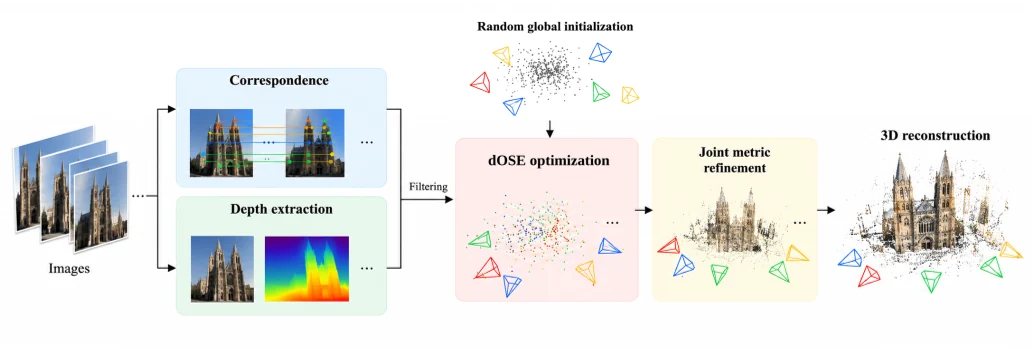 Random global initialization
Correspondence
...
...
Images
...
Depth extraction
...
Filtering
dOSE optimization
...
Joint metric
refinement
...
3D reconstruction